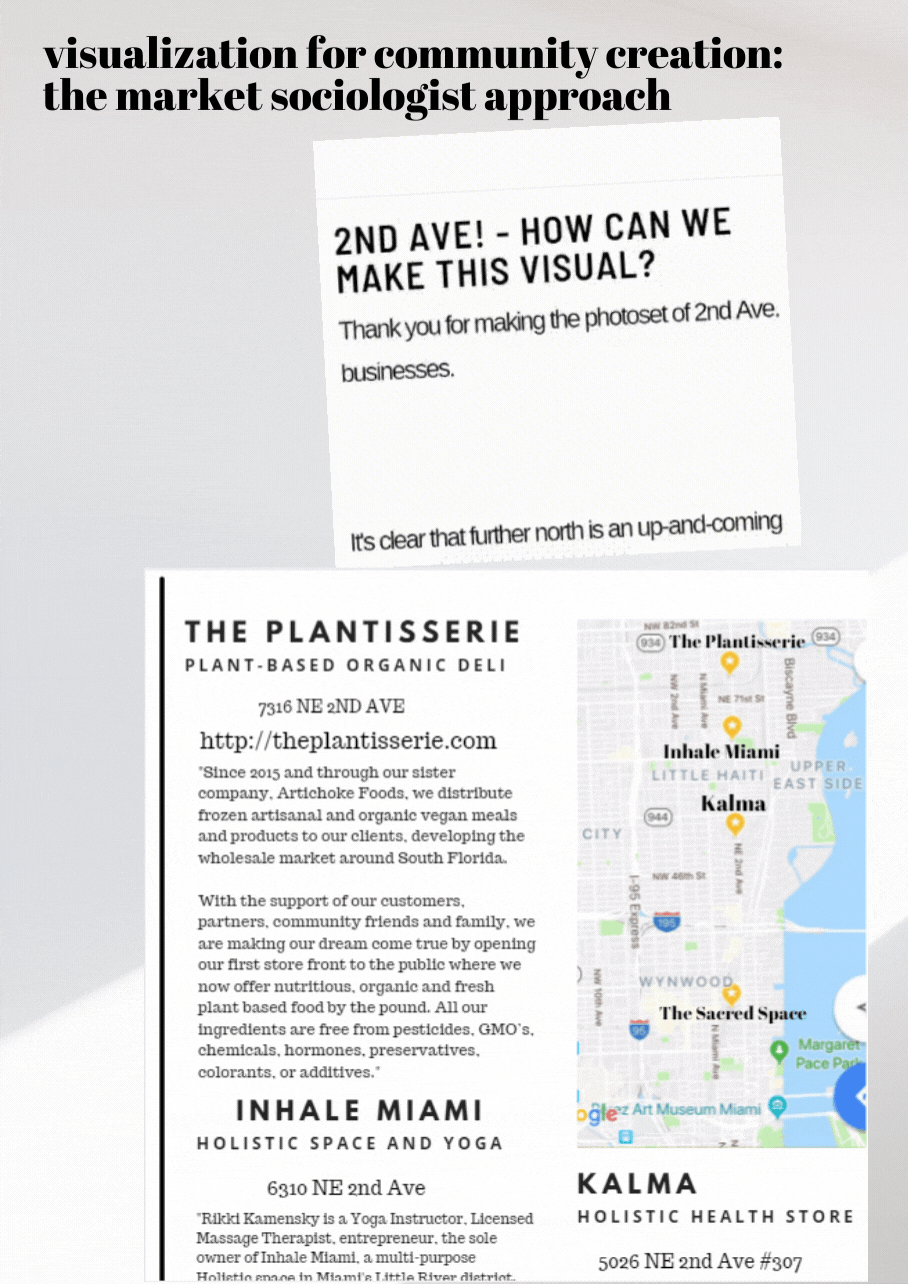 visualization for community creation:
the market sociologist approach
2ND AVE! - HOW CAN WE
MAKE THIS VISUAL?
Thank you for making the photoset of 2nd Ave.
businesses.
It's clear that further north is an up-and-coming
THE PLANTISSERIE
PLANT-BASED ORGANIC DELI
7316 NE 2ND AVE
http://theplantisserie.com
"Since 2015 and through our sister
company, Artichoke Foods, we distribute
frozen artisanal and organic vegan meals
and products to our clients, developing the
wholesale market around South Florida.
With the support of our customers,
partners, community friends and family, we
are making our dream come true by opening
our first store front to the public where we
now offer nutritious, organic and fresh
plant based food by the pound. All our
ingredients are free from pesticides, GMO's,
chemicals, hormones, preservatives,
colorants, or additives."
INHALE MIAMI
HOLISTIC SPACE AND YOGA
6310 NE 2nd Ave
"Rikki Kamensky is a Yoga Instructor, Licensed
Massage Therapist, entrepreneur, the sole
owner of Inhale Miami, a multi-purpose
Holistic space in Miami's Little River district,
NW 82nd St
934 The Plantisserie 934
Biscayne Blvd
NW 2nd Ave
N Miami Ave
NE 71st St
Inhale Miami
LITTLE HAITI
UPPER
EAST SIDE
Kalma
944
CITY
NE 2nd Ave
NW 46th St
I-95 Express
195
WYNWOOD
NW 10th Ave
The Sacred Space
95
N Miami Ave
Margaret
Pace Park
ogle
ez Art Museum Miami
KALMA
HOLISTIC HEALTH STORE
5026 NE 2nd Ave #307